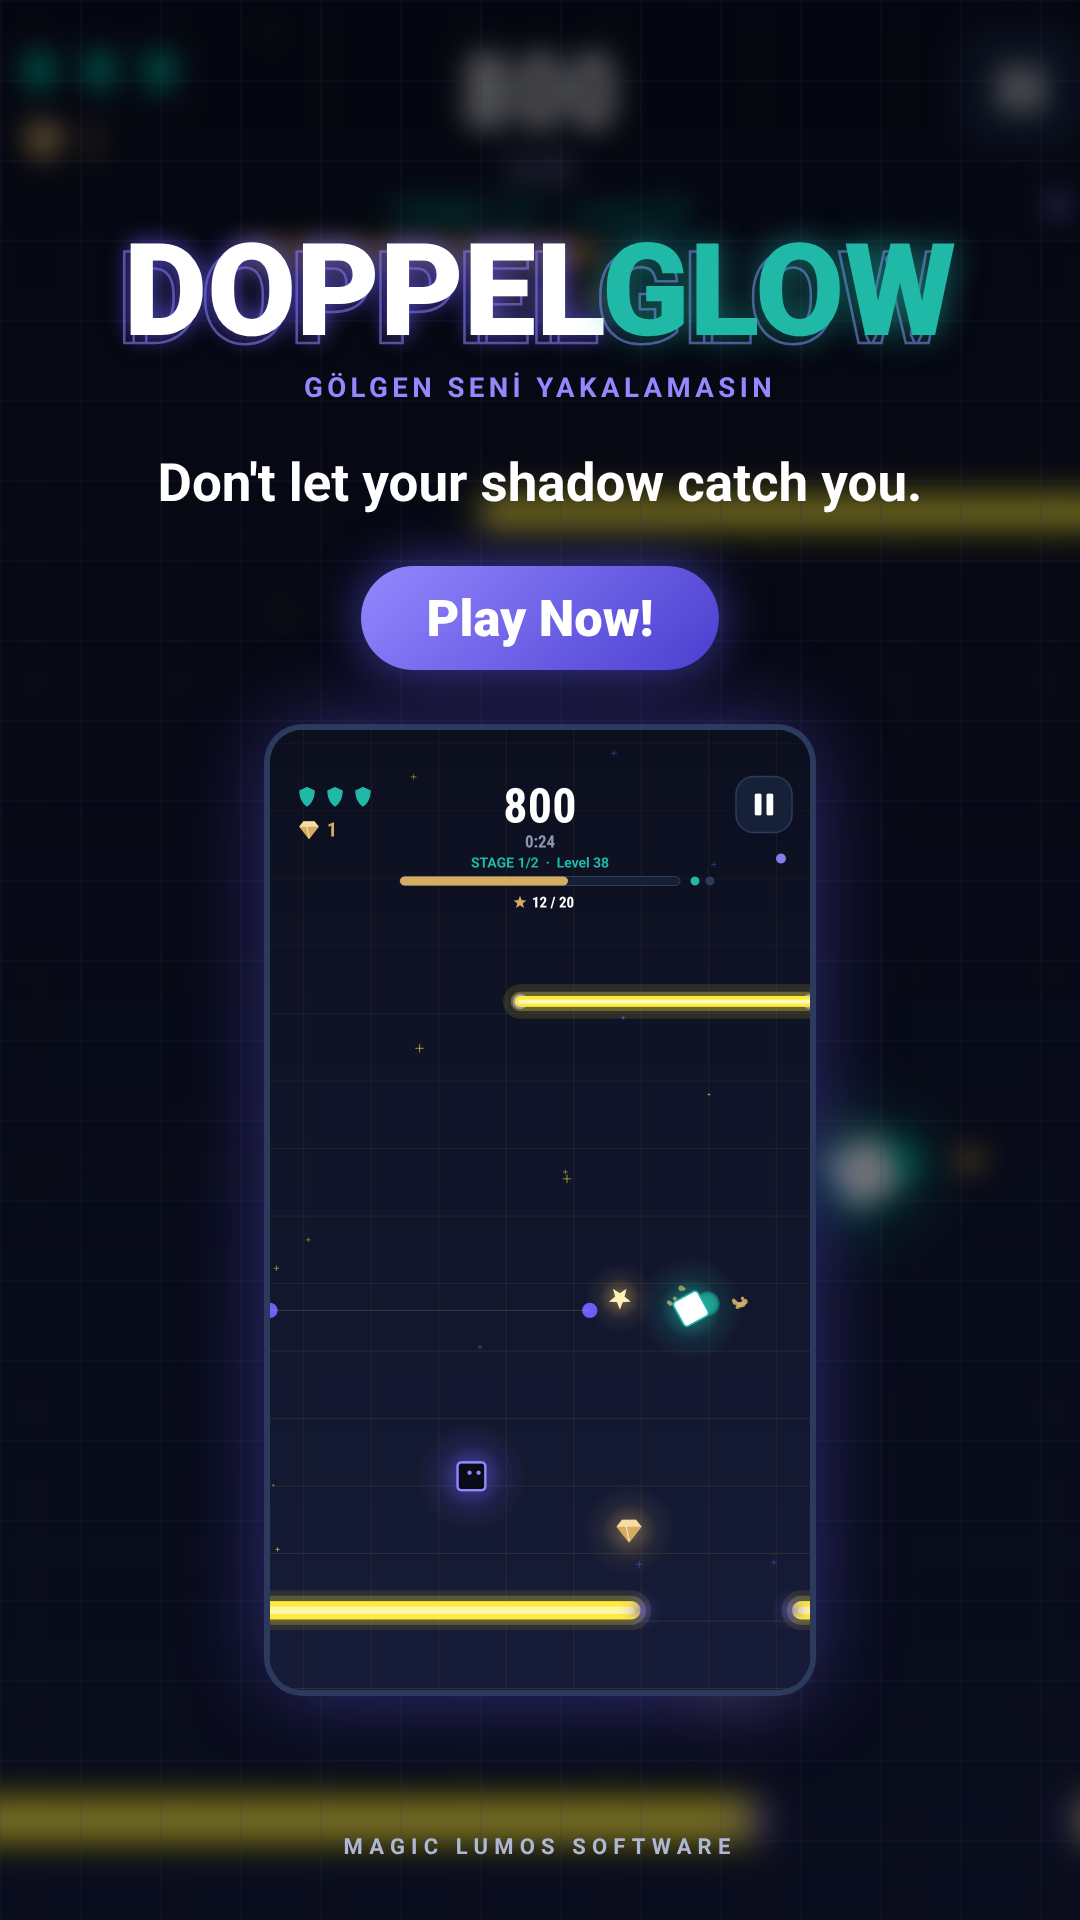 DOPPELGLOW
GÖLGEN SENİ YAKALAMASIN
Don't let your shadow catch you.
Play Now!
800
1
0:24
STAGE 1/2 · Level 38
12 / 20
MAGIC LUMOS SOFTWARE